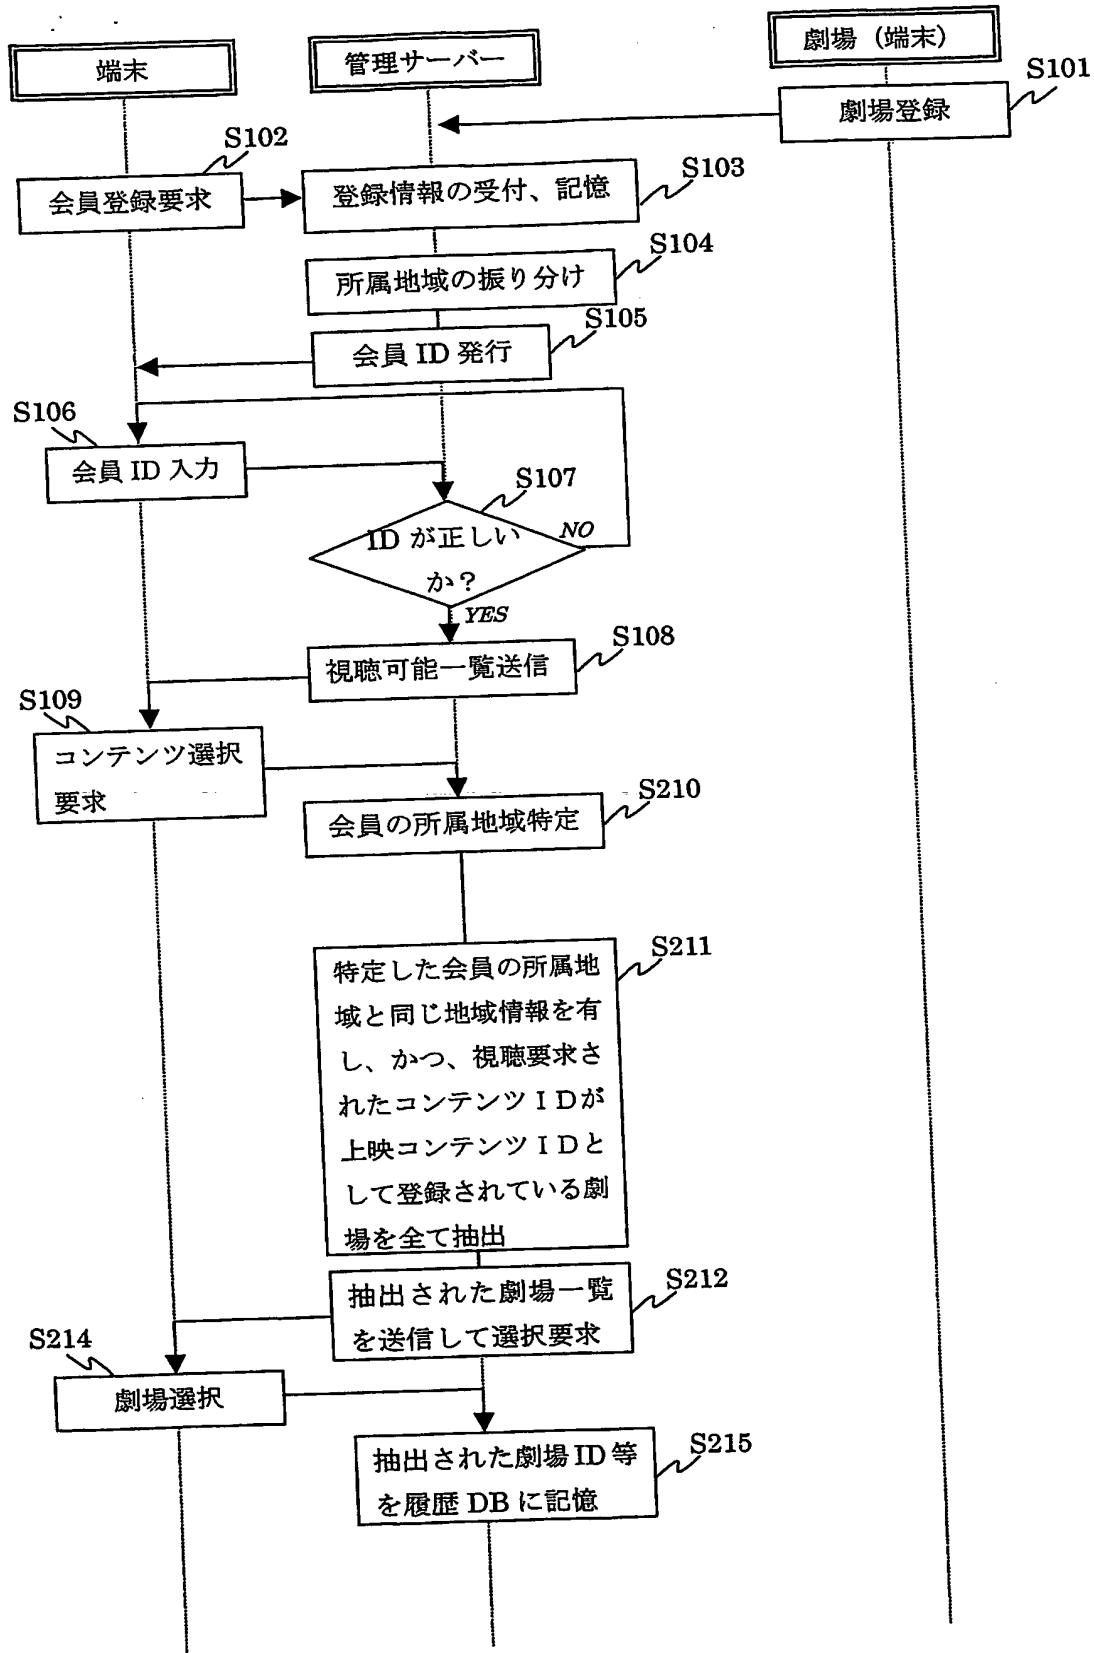 端末
管理サーバー
劇場(端末)
S101
劇場登録
S102
会員登録要求
S103
登録情報の受付、記憶
S104
所属地域の振り分け
S105
会員 ID 発行
S106
会員 ID 入力
S107
ID が正しい
か?
NO
YES
S108
視聴可能一覧送信
S109
コンテンツ選択
要求
S210
会員の所属地域特定
S211
特定した会員の所属地
域と同じ地域情報を有
し、かつ、視聴要求さ
れたコンテンツIDが
上映コンテンツIDと
して登録されている劇
場を全て抽出
S212
抽出された劇場一覧
を送信して選択要求
S214
劇場選択
S215
抽出された劇場 ID 等
を履歴 DB に記憶